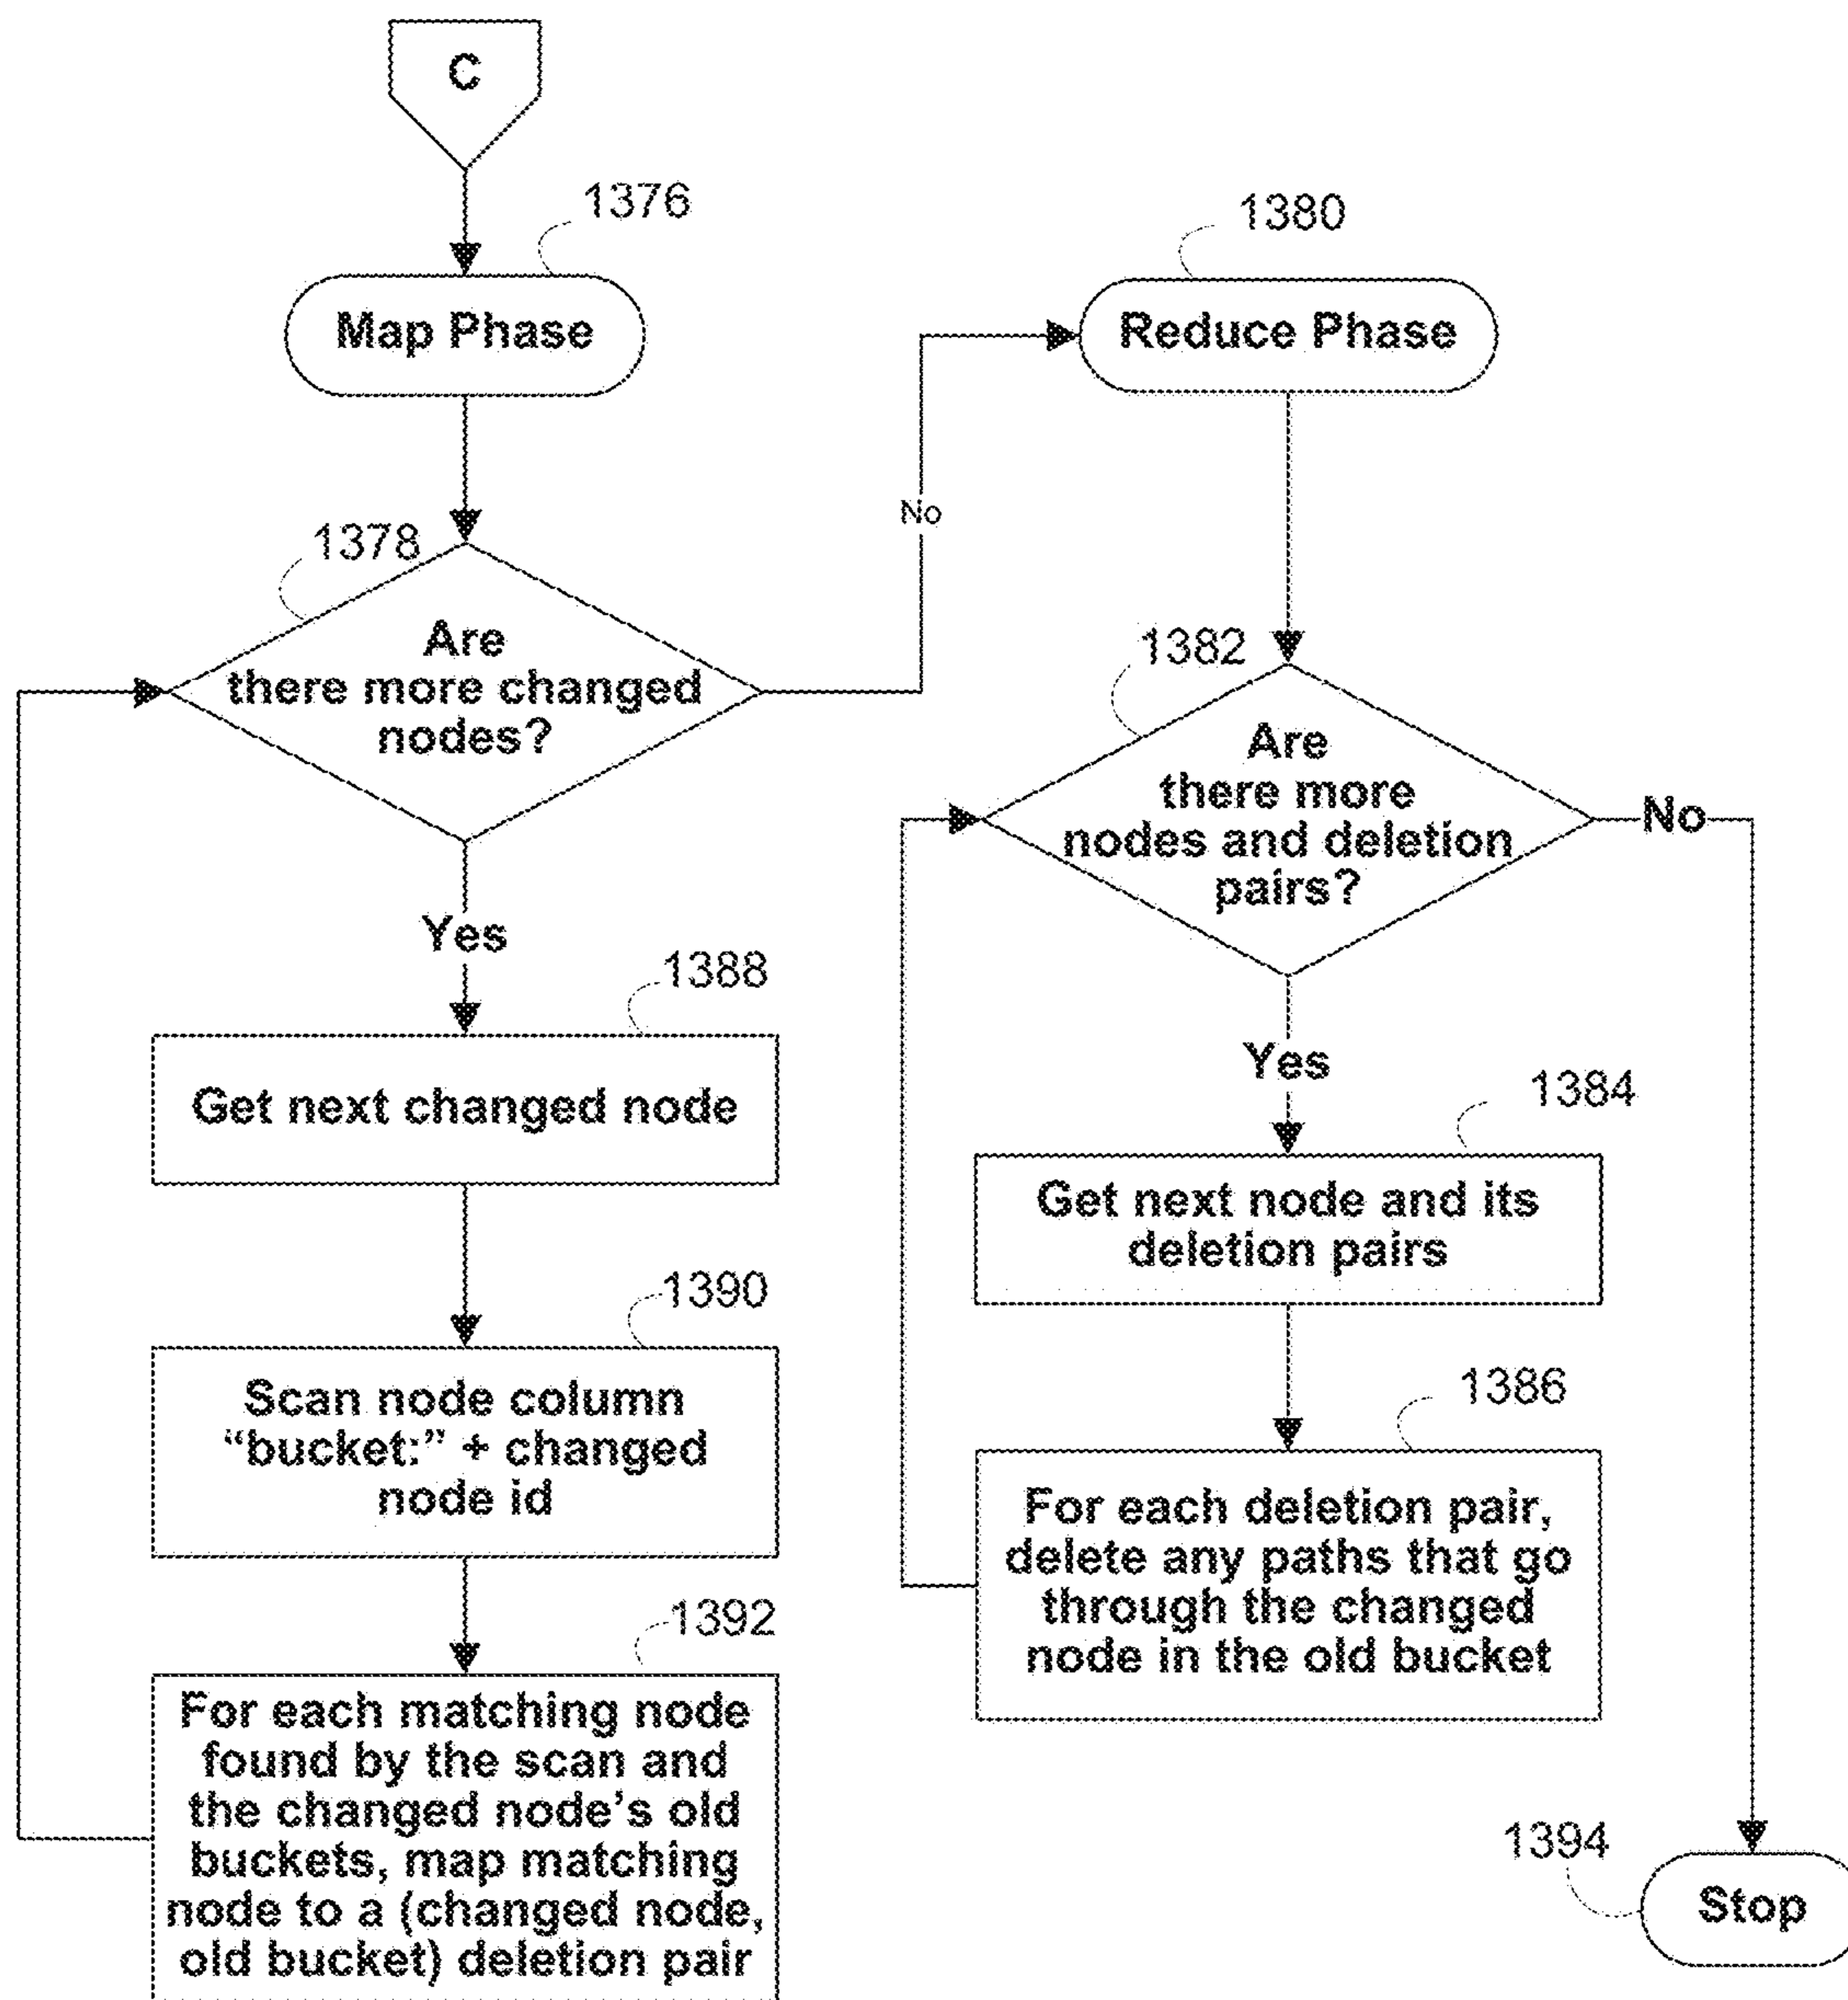 C
1376
Map Phase
1378
Are
there more changed
nodes?
No
Yes
1388
Get next changed node
1390
Scan node column
“bucket:” + changed
node id
1392
For each matching node
found by the scan and
the changed node’s old
buckets, map matching
node to a (changed node,
old bucket) deletion pair
1380
Reduce Phase
1382
Are
there more
nodes and deletion
pairs?
No
Yes
1384
Get next node and its
deletion pairs
1386
For each deletion pair,
delete any paths that go
through the changed
node in the old bucket
1394
Stop